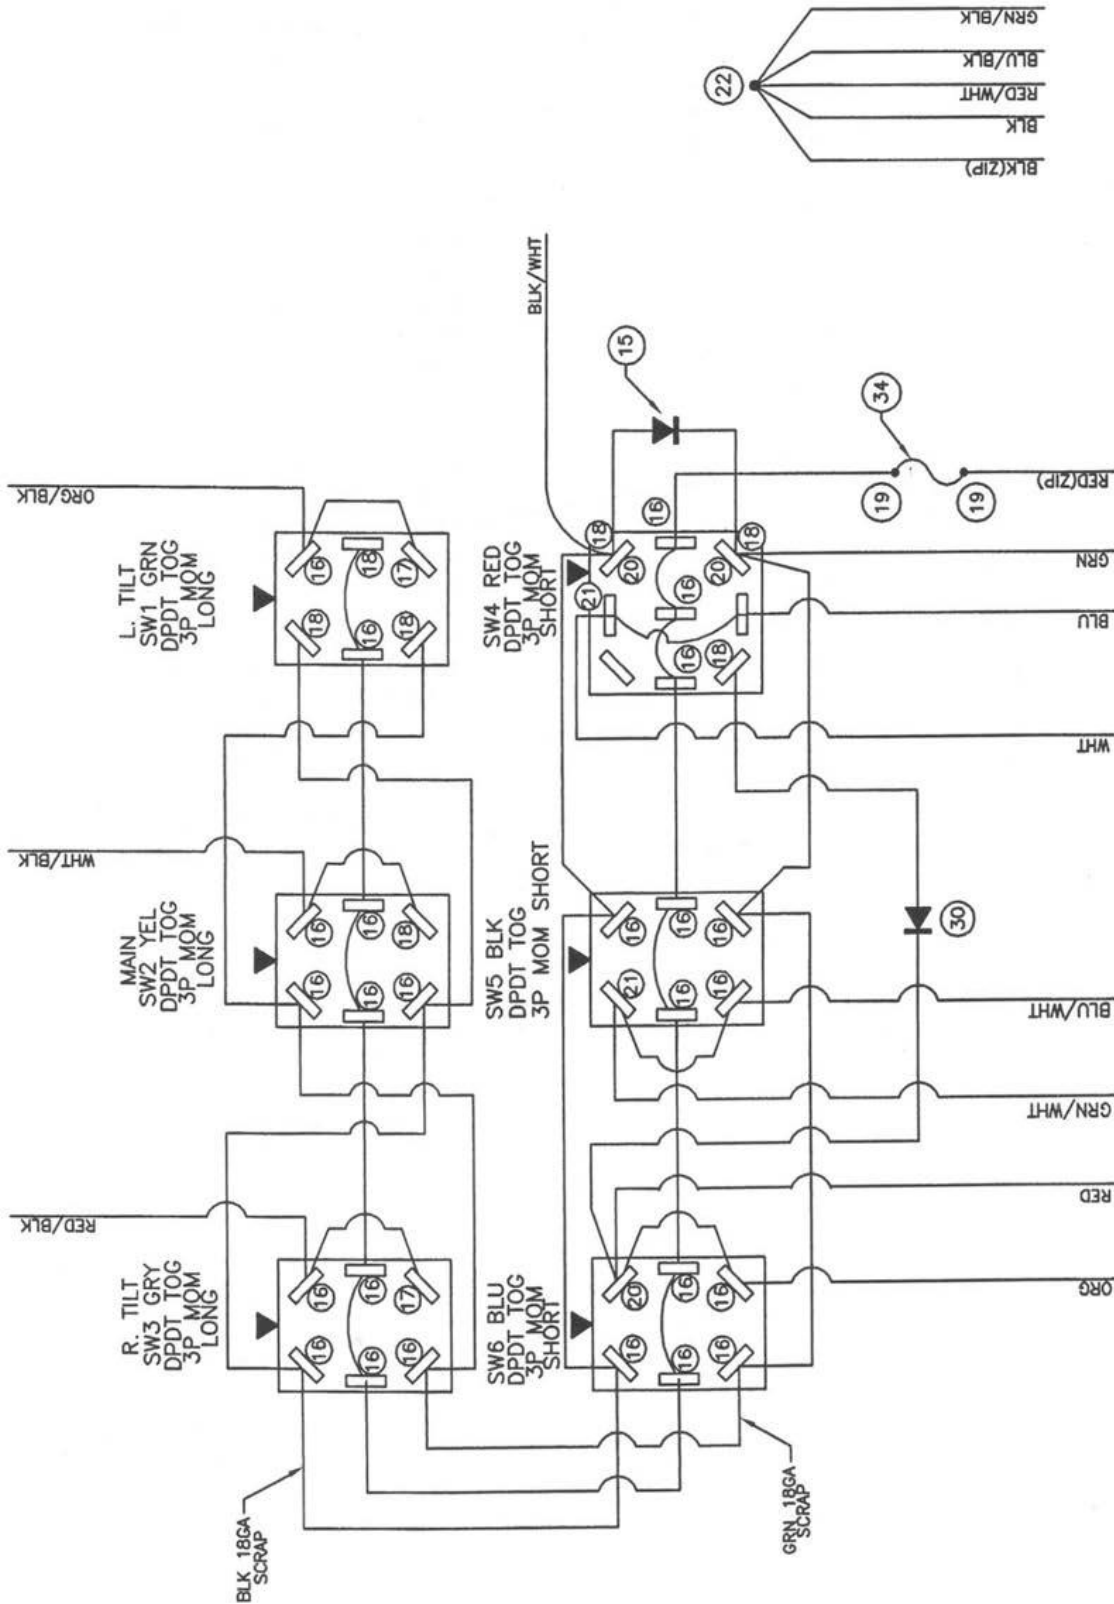 GRN/BLK
BLU/BLK
RED/WHT
BLK
BLK(ZIP)
22
BLK/WHT
15
34
19
19
RED(ZIP)
ORG/BLK
L. TILT
SW1 GRN
DPDT TOG
3P MOM
LONG
16
18
17
18
16
18
SW4 RED
DPDT TOG
3P MOM
SHORT
18
16
18
20
20
21
16
16
18
GRN
BLU
WHT
WHT/BLK
MAIN
SW2 YEL
DPDT TOG
3P MOM
LONG
16
16
18
16
16
16
SW5 BLK
DPDT TOG
3P MOM SHORT
16
16
16
21
16
16
30
BLU/WHT
GRN/WHT
RED/BLK
R. TILT
SW3 GRY
DPDT TOG
3P MOM
LONG
16
16
17
16
16
16
SW6 BLU
DPDT TOG
3P MOM
SHORT
20
16
16
16
16
16
RED
ORG
BLK 18GA
SCRAP
GRN 18GA
SCRAP